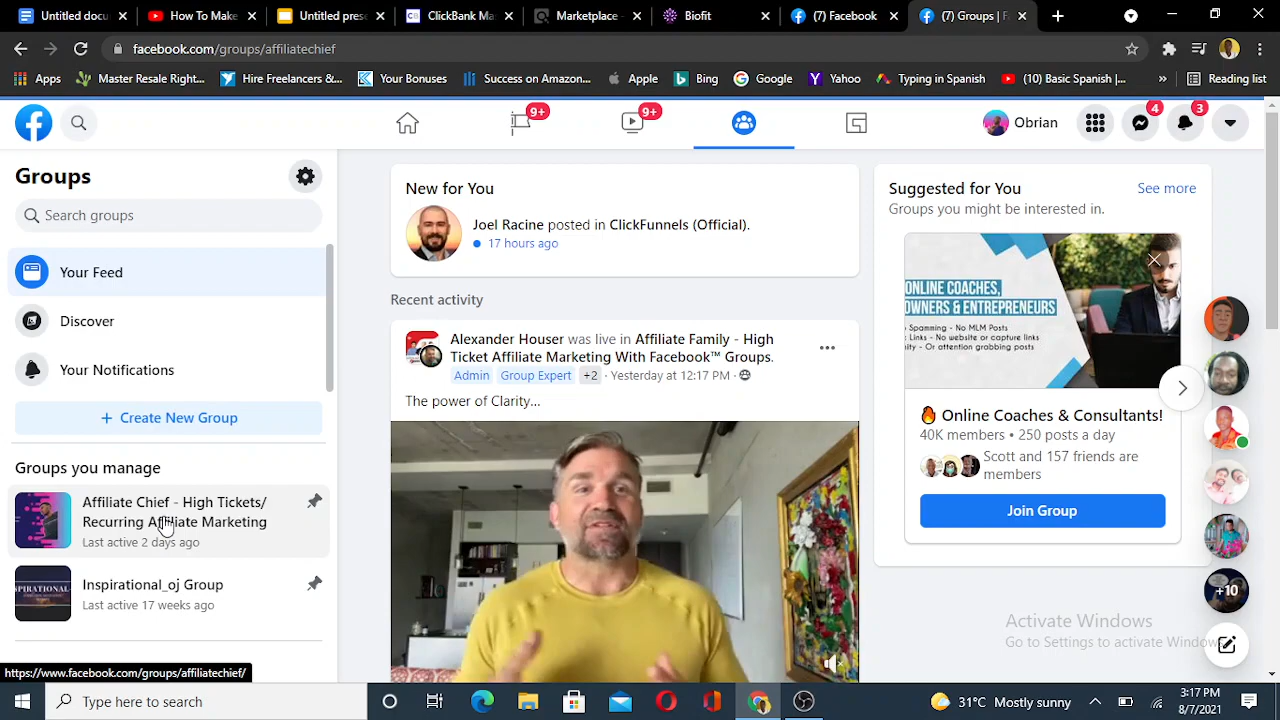 Untitled docu
How To Make
Untitled pres
ClickBank Ma
Marketplace -
Biofit
(7) Facebook
(7) Groups | Fa
facebook.com/groups/affiliatechief
Apps
Master Resale Right...
Hire Freelancers &...
Your Bonuses
Success on Amazon...
Apple
Bing
Google
Yahoo
Typing in Spanish
(10) Basic Spanish |...
»
Reading list
9+
9+
Obrian
4
3
Groups
Search groups
Your Feed
Discover
Your Notifications
+ Create New Group
Groups you manage
Affiliate Chief - High Tickets/
Recurring Affiliate Marketing
Last active 2 days ago
SPIRATIONAL
Inspirational_oj Group
Last active 17 weeks ago
https://www.facebook.com/groups/affiliatechief/
New for You
Joel Racine posted in ClickFunnels (Official).
17 hours ago
Recent activity
Alexander Houser was live in Affiliate Family - High
Ticket Affiliate Marketing With Facebook™ Groups.
Admin Group Expert +2 · Yesterday at 12:17 PM ·
The power of Clarity...
Suggested for You
See more
Groups you might be interested in.
ONLINE COACHES,
OWNERS & ENTREPRENEURS
Spamming - No MLM Posts
Links - No website or capture links
ity - Or attention grabbing posts
Online Coaches & Consultants!
40K members • 250 posts a day
Scott and 157 friends are
members
Join Group
+10
Activate Windows
Go to Settings to activate Windows
Type here to search
31°C Mostly sunny
3:17 PM
8/7/2021